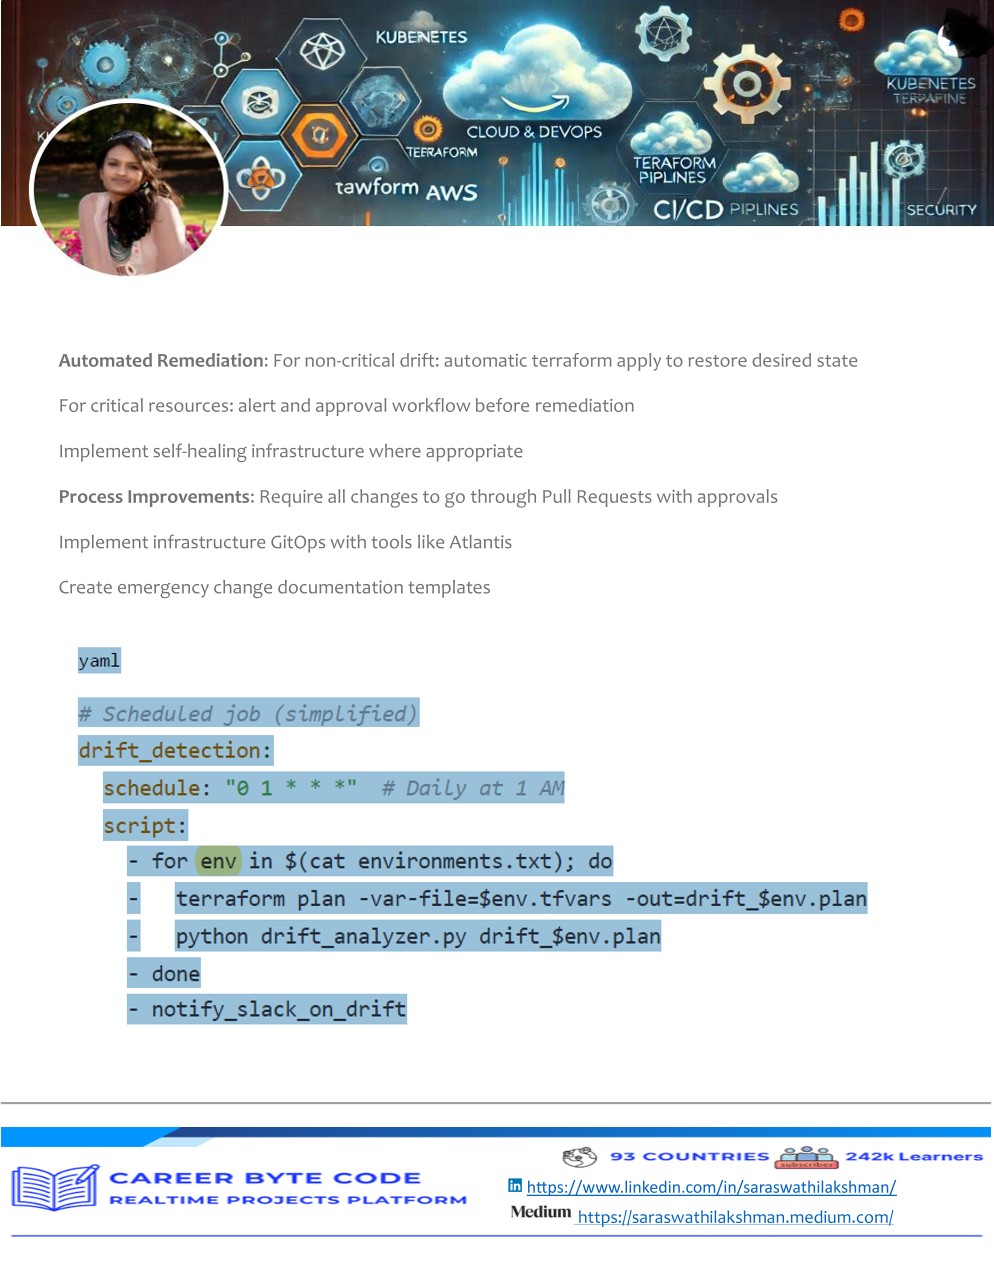 KUBENETES
CLOUD & DEVOPS
TEERAFORM
tawform AWS
TERAFORM
PIPLINES
CI/CD PIPLINES
KUBENETES
TERPAFINE
SECURITY
Automated Remediation: For non-critical drift: automatic terraform apply to restore desired state
For critical resources: alert and approval workflow before remediation
Implement self-healing infrastructure where appropriate
Process Improvements: Require all changes to go through Pull Requests with approvals
Implement infrastructure GitOps with tools like Atlantis
Create emergency change documentation templates
yaml
# Scheduled job (simplified)
drift_detection:
schedule: "0 1 * * *" # Daily at 1 AM
script:
- for env in $(cat environments.txt); do
- terraform plan -var-file=$env.tfvars -out=drift_$env.plan
- python drift_analyzer.py drift_$env.plan
- done
- notify_slack_on_drift
CAREER BYTE CODE
REALTIME PROJECTS PLATFORM
93 COUNTRIES
subscriber
242k Learners
https://www.linkedin.com/in/saraswathilakshman/
Medium https://saraswathilakshman.medium.com/